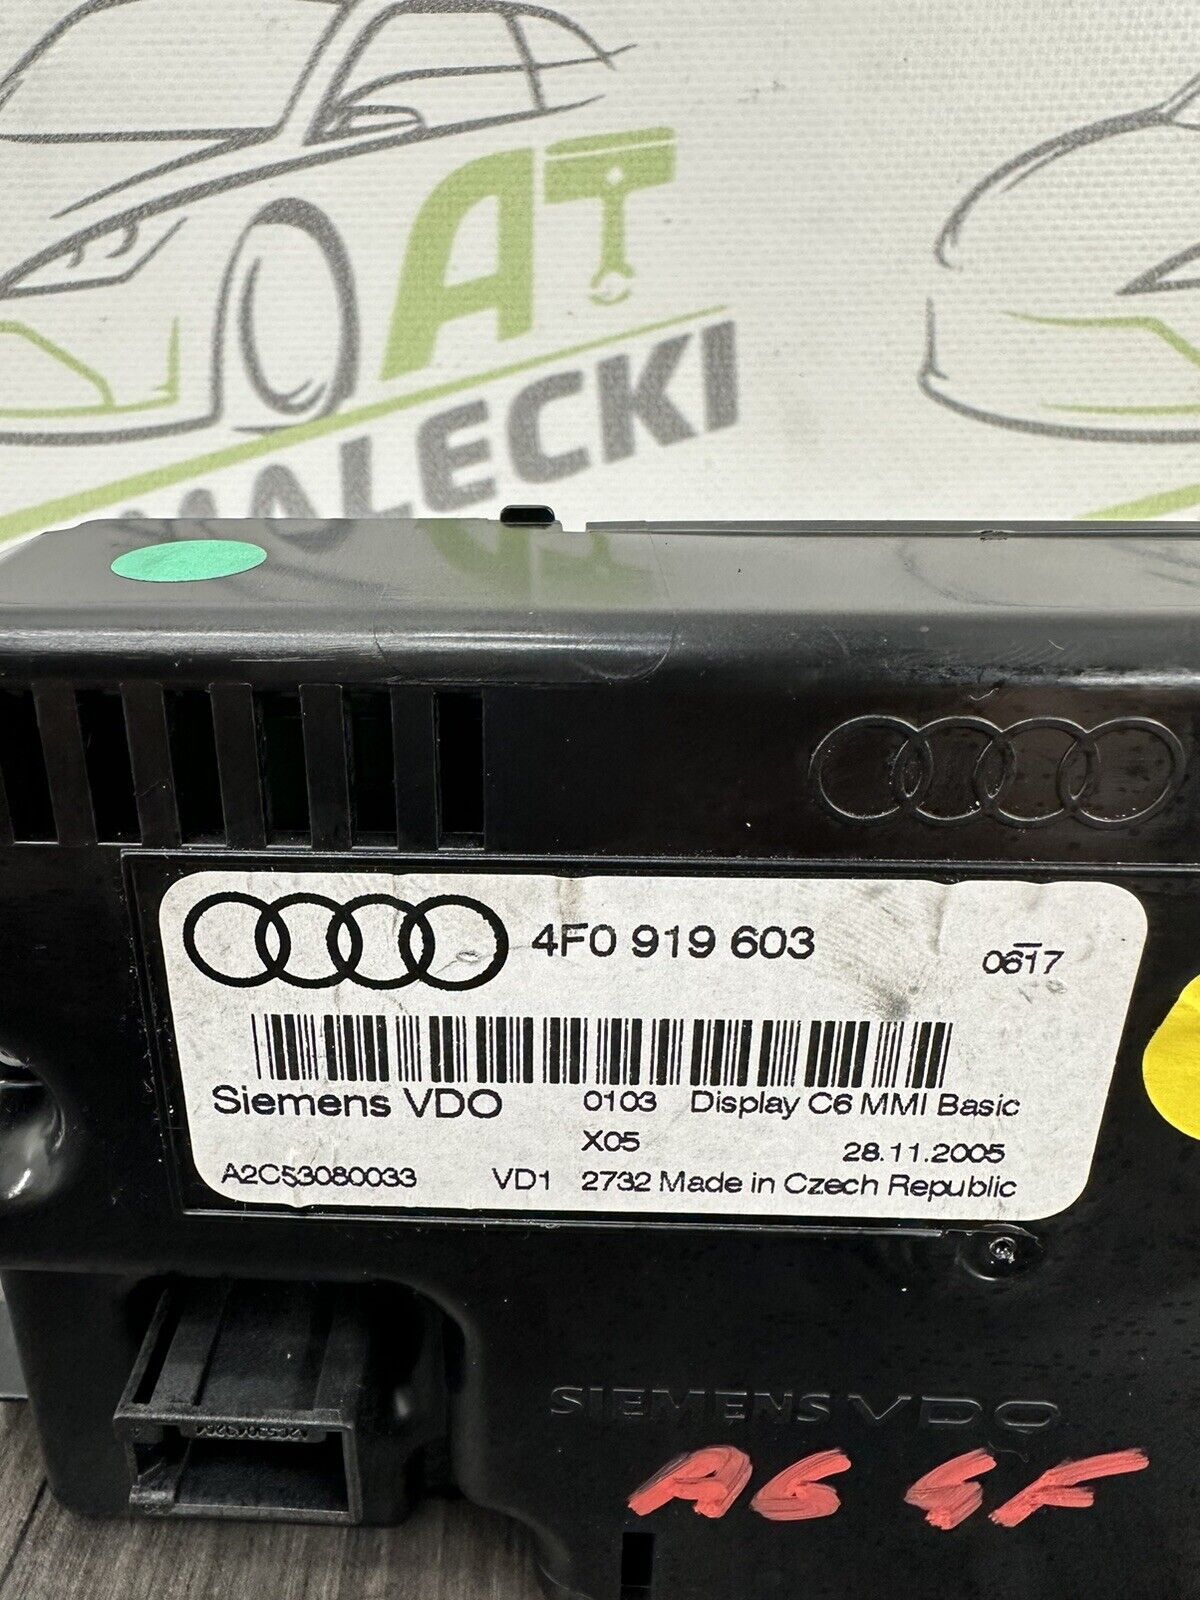 AT
MALECKI
4F0 919 603
0617
Siemens VDO 0103 Display C6 MMI Basic
X05 28.11.2005
A2C53080033 VD1 2732 Made in Czech Republic
SIEMENS VDO
A6 4F